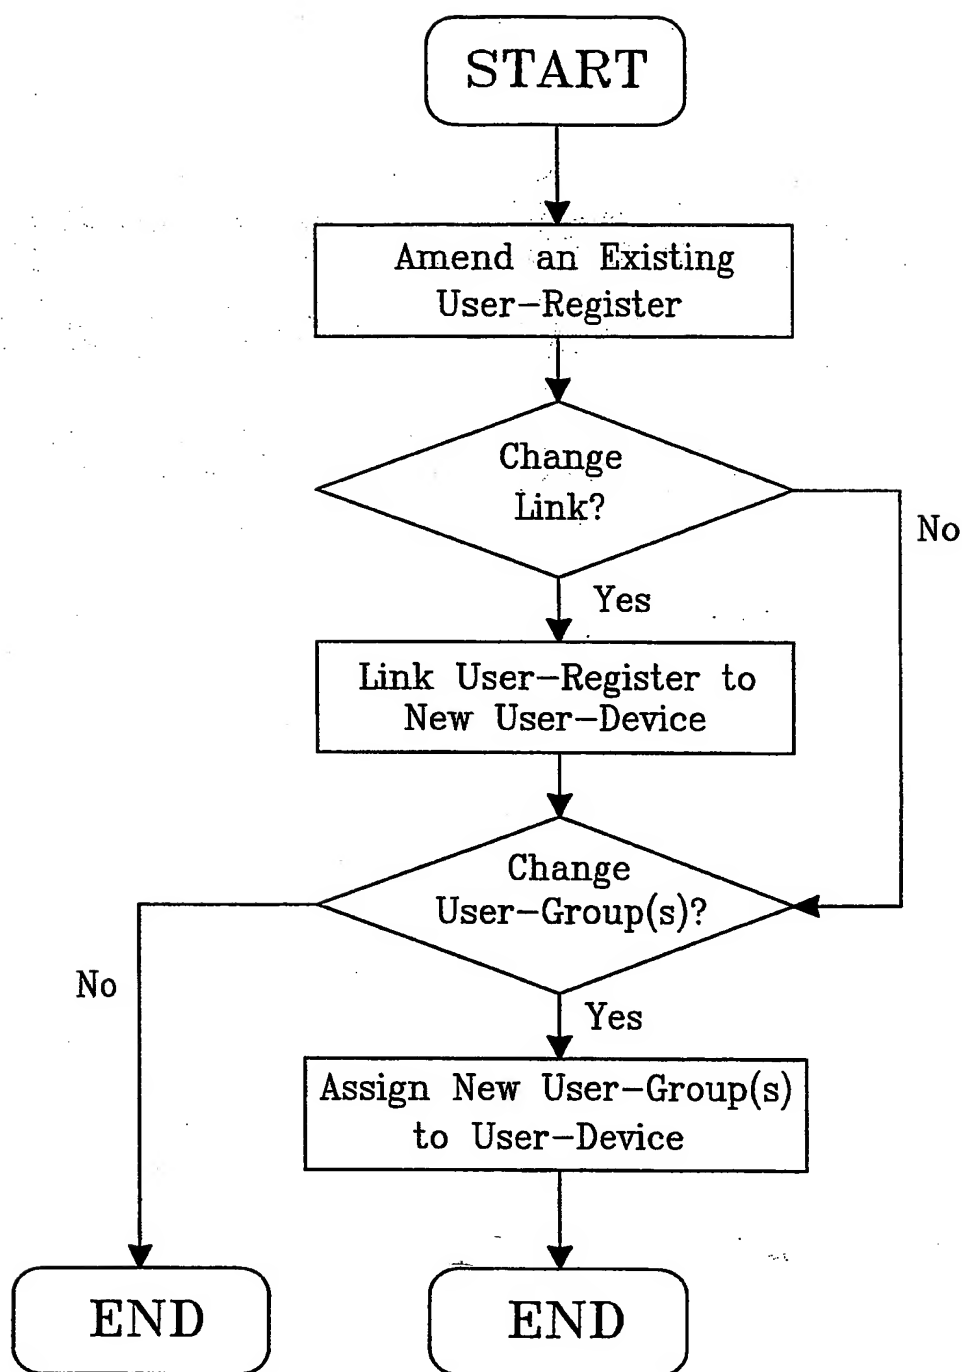 START
Amend an Existing
User-Register
Change
Link?
No
Yes
Link User-Register to
New User-Device
Change
User-Group(s)?
No
Yes
Assign New User-Group(s)
to User-Device
END
END